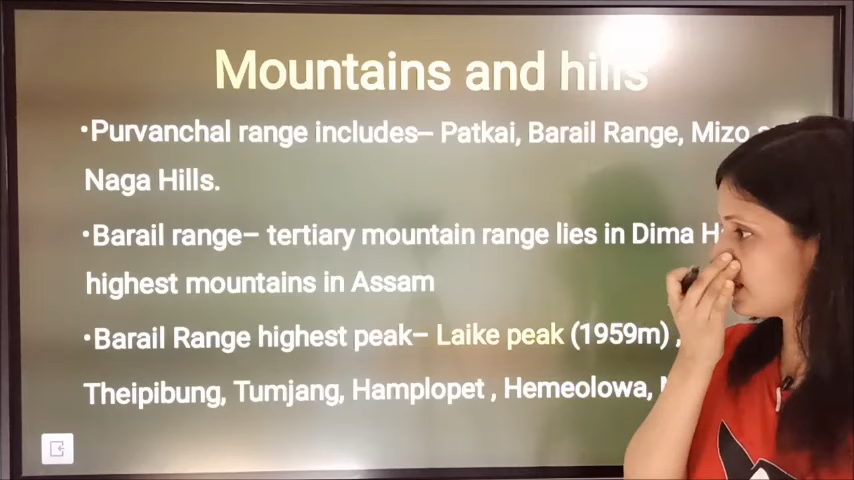 Mountains and hills
•Purvanchal range includes– Patkai, Barail Range, Mizo
Naga Hills.
•Barail range– tertiary mountain range lies in Dima
highest mountains in Assam
•Barail Range highest peak– Laike peak (1959m) ,
Theipibung, Tumjang, Hamplopet , Hemeolowa,